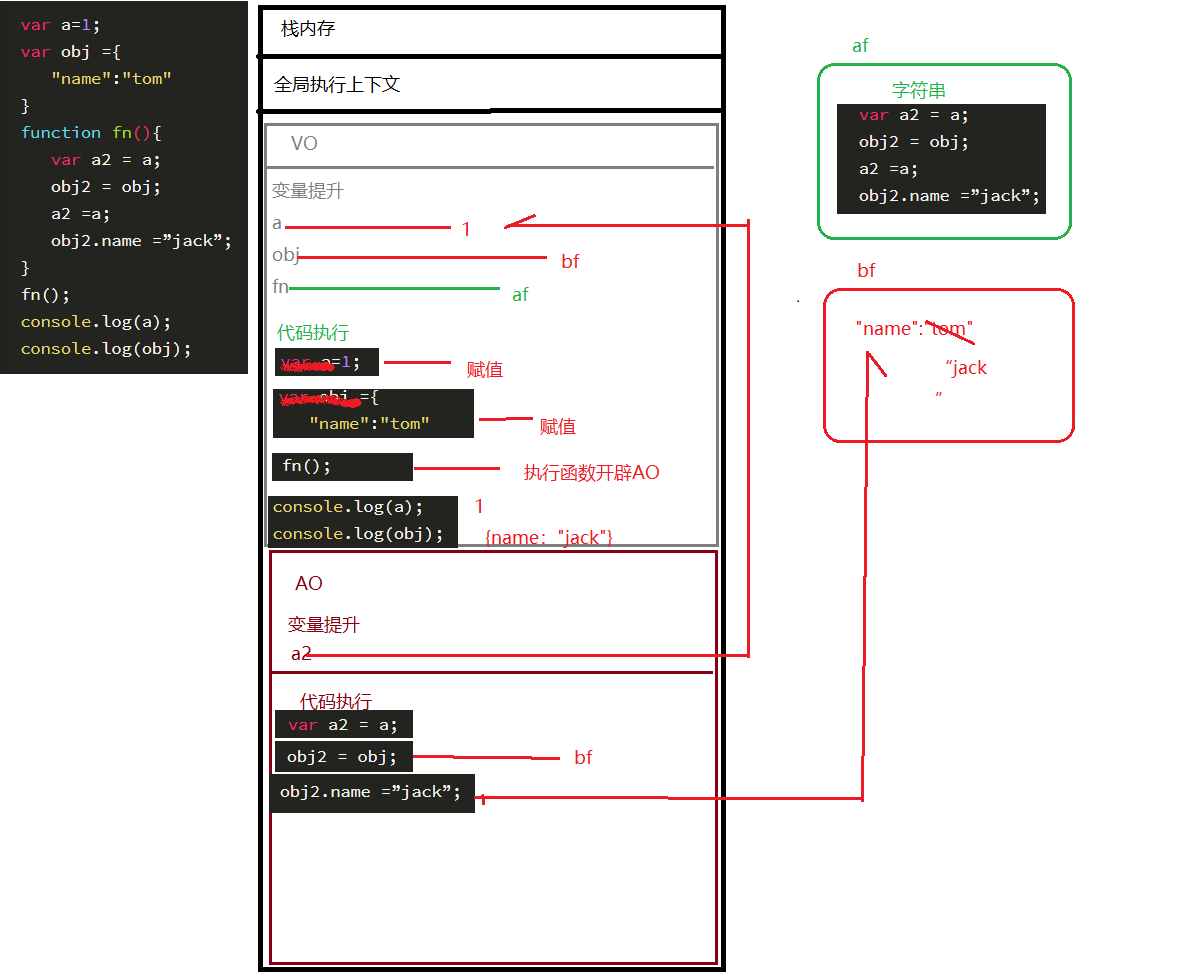 var a=1;
var obj ={
"name":"tom"
}
function fn(){
var a2 = a;
obj2 = obj;
a2 =a;
obj2.name =”jack”;
}
fn();
console.log(a);
console.log(obj);
栈内存
全局执行上下文
VO
变量提升
a 1
obj bf
fn af
代码执行
var a=1; 赋值
var obj ={
"name":"tom" 赋值
fn(); 执行函数开辟AO
console.log(a); 1
console.log(obj); {name："jack"}
AO
变量提升
a2
代码执行
var a2 = a;
obj2 = obj; bf
obj2.name =”jack”;
af
字符串
var a2 = a;
obj2 = obj;
a2 =a;
obj2.name =”jack”;
bf
"name":"tom"
“jack
”